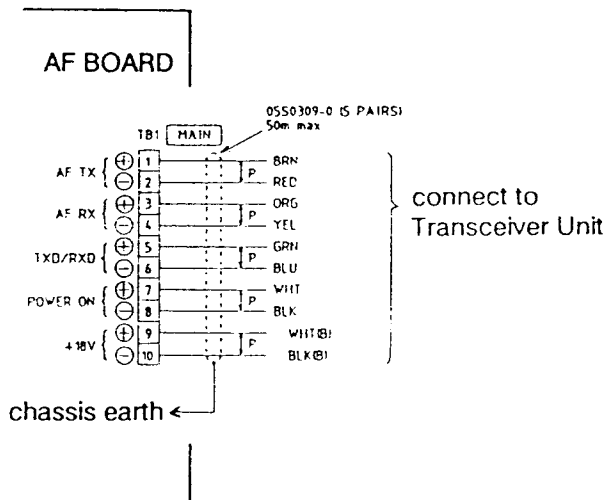 AF BOARD
0SS0309-0 (5 PAIRS)
50m max
TB1 MAIN
AF TX + 1 P BRN
- 2 RED
AF RX + 3 P ORG
- 4 YEL
TXD/RXD + 5 P GRN
- 6 BLU
POWER ON + 7 P WHT
- 8 BLK
+18V + 9 P WHT(B)
- 10 BLK(B)
connect to
Transceiver Unit
chassis earth